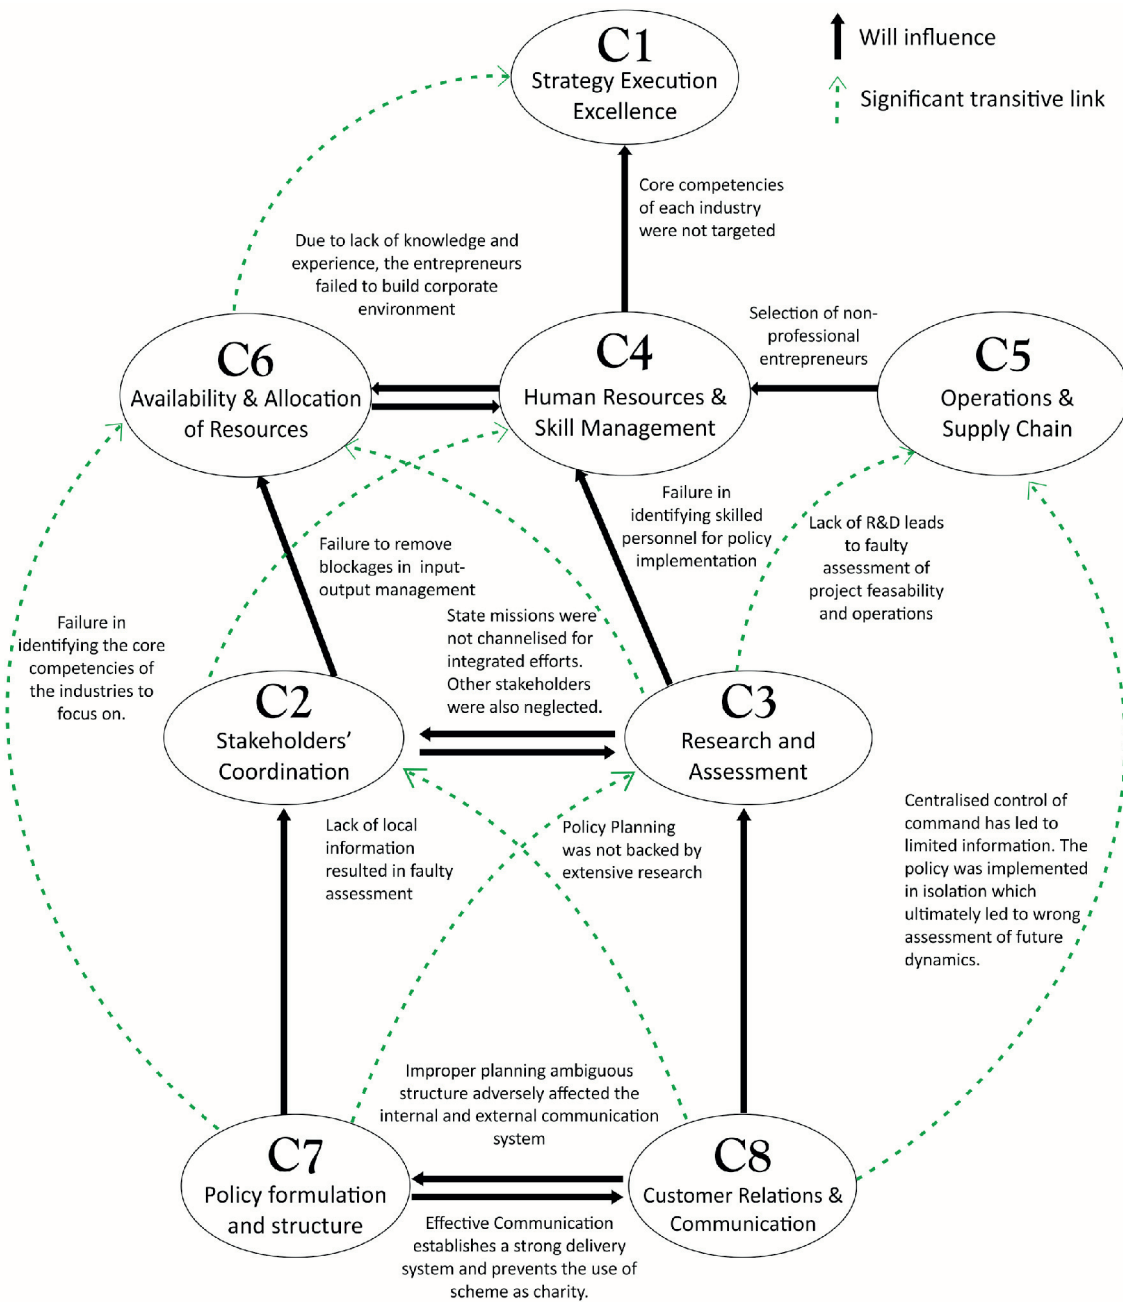 C1
Strategy Execution
Excellence
Will influence
Significant transitive link
Core competencies
of each industry
were not targeted
Due to lack of knowledge and
experience, the entrepreneurs
failed to build corporate
environment
Selection of non-
professional
entrepreneurs
C6
Availability & Allocation
of Resources
C4
Human Resources &
Skill Management
C5
Operations &
Supply Chain
Failure in
identifying skilled
personnel for policy
implementation
Lack of R&D leads
to faulty
assessment of
project feasability
and operations
Failure to remove
blockages in input-
output management
State missions were
not channelised for
integrated efforts.
Other stakeholders
were also neglected.
Failure in
identifying the core
competencies of
the industries to
focus on.
C2
Stakeholders’
Coordination
C3
Research and
Assessment
Lack of local
information
resulted in faulty
assessment
Policy Planning
was not backed by
extensive research
Centralised control of
command has led to
limited information. The
policy was implemented
in isolation which
ultimately led to wrong
assessment of future
dynamics.
Improper planning ambiguous
structure adversely affected the
internal and external communication
system
C7
Policy formulation
and structure
C8
Customer Relations &
Communication
Effective Communication
establishes a strong delivery
system and prevents the use of
scheme as charity.